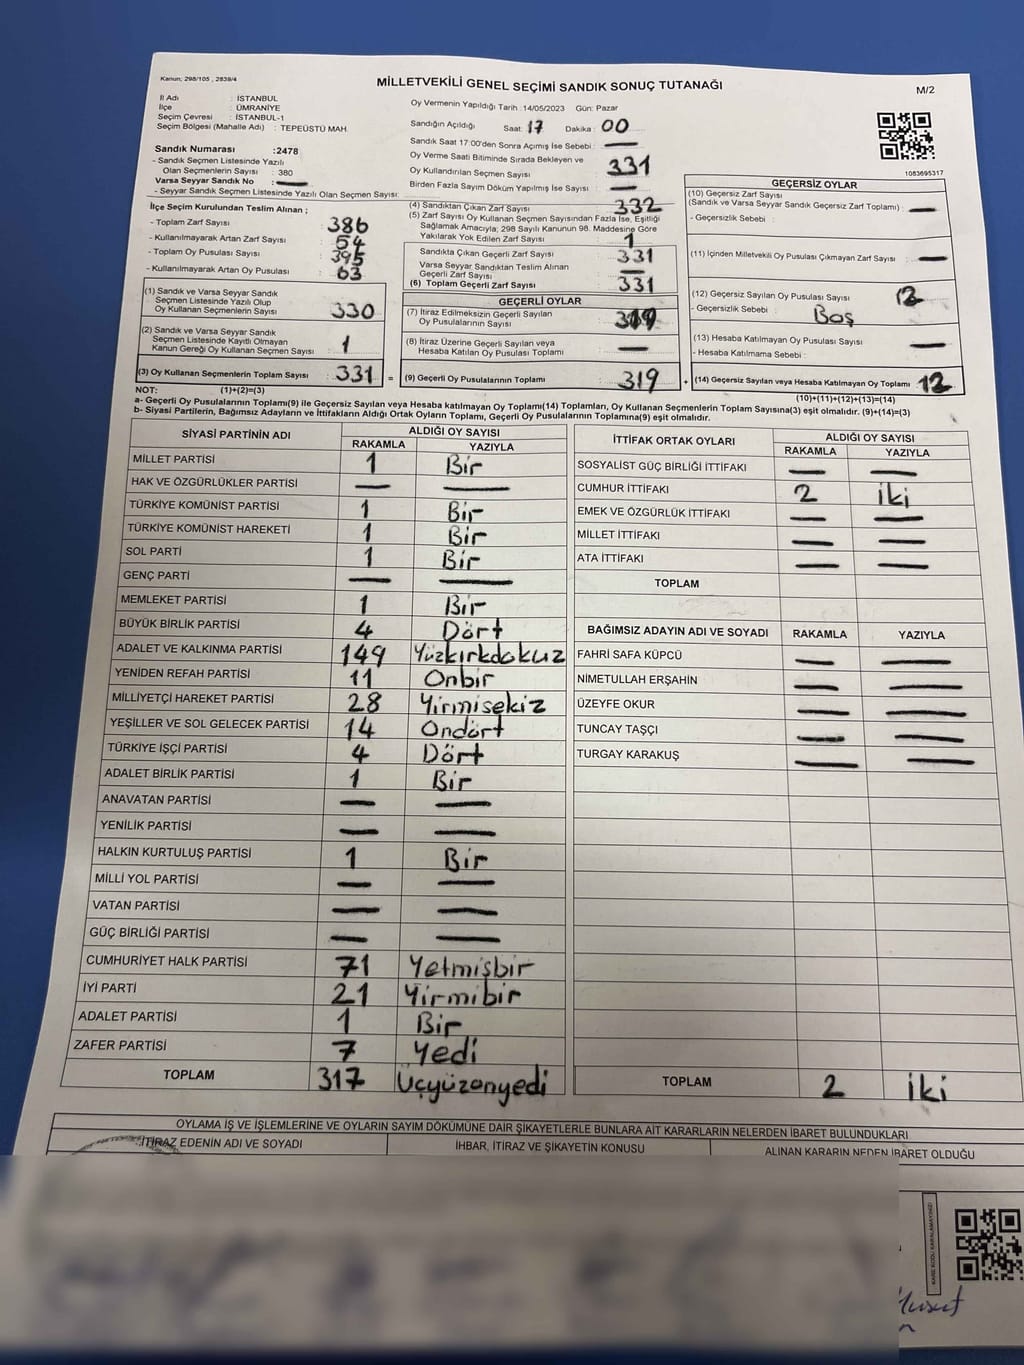 Kanun; 298/105 , 2839/4
MİLLETVEKİLİ GENEL SEÇİMİ SANDIK SONUÇ TUTANAĞI
M/2
İl Adı : İSTANBUL
İlçe : ÜMRANİYE
Seçim Çevresi : İSTANBUL-1
Seçim Bölgesi (Mahalle Adı) : TEPEÜSTÜ MAH.
Sandık Numarası :2478
- Sandık Seçmen Listesinde Yazılı
Olan Seçmenlerin Sayısı : 380
Varsa Seyyar Sandık No :
- Seyyar Sandık Seçmen Listesinde Yazılı Olan Seçmen Sayısı:
İlçe Seçim Kurulundan Teslim Alınan ;
- Toplam Zarf Sayısı : 386
- Kullanılmayarak Artan Zarf Sayısı : 54
- Toplam Oy Pusulası Sayısı : 395
- Kullanılmayarak Artan Oy Pusulası : 63
(1) Sandık ve Varsa Seyyar Sandık
Seçmen Listesinde Yazılı Olup
Oy Kullanan Seçmenlerin Sayısı : 330
(2) Sandık ve Varsa Seyyar Sandık
Seçmen Listesinde Kayıtlı Olmayan
Kanun Gereği Oy Kullanan Seçmen Sayısı : 1
(3) Oy Kullanan Seçmenlerin Toplam Sayısı : 331 =
Oy Vermenin Yapıldığı Tarih :14/05/2023 Gün: Pazar
Sandığın Açıldığı Saat: 17 Dakika : 00
Sandık Saat 17:00'den Sonra Açımış İse Sebebi :
Oy Verme Saati Bitiminde Sırada Bekleyen ve
Oy Kullandırılan Seçmen Sayısı : 331
Birden Fazla Sayım Döküm Yapılmış İse Sayısı :
(4) Sandıktan Çıkan Zarf Sayısı : 332
(5) Zarf Sayısı Oy Kullanan Seçmen Sayısından Fazla İse, Eşitliği
Sağlamak Amacıyla; 298 Sayılı Kanunun 98. Maddesine Göre
Yakılarak Yok Edilen Zarf Sayısı : 1
Sandıkta Çıkan Geçerli Zarf Sayısı : 331
Varsa Seyyar Sandıktan Teslim Alınan
Geçerli Zarf Sayısı :
(6) Toplam Geçerli Zarf Sayısı : 331
GEÇERLİ OYLAR
(7) İtiraz Edilmeksizin Geçerli Sayılan
Oy Pusulalarının Sayısı : 319
(8) İtiraz Üzerine Geçerli Sayılan veya
Hesaba Katılan Oy Pusulası Toplamı :
(9) Geçerli Oy Pusulalarının Toplamı : 319 +
1083695317
GEÇERSİZ OYLAR
(10) Geçersiz Zarf Sayısı
(Sandık ve Varsa Seyyar Sandık Geçersiz Zarf Toplamı) :
- Geçersizlik Sebebi :
(11) İçinden Milletvekili Oy Pusulası Çıkmayan Zarf Sayısı :
(12) Geçersiz Sayılan Oy Pusulası Sayısı : 12
- Geçersizlik Sebebi : Boş
(13) Hesaba Katılmayan Oy Pusulası Sayısı :
- Hesaba Katılmama Sebebi :
(14) Geçersiz Sayılan veya Hesaba Katılmayan Oy Toplamı : 12
NOT: (1)+(2)=(3) (10)+(11)+(12)+(13)=(14)
a- Geçerli Oy Pusulalarının Toplamı(9) ile Geçersiz Sayılan veya Hesaba katılmayan Oy Toplamı(14) Toplamları, Oy Kullanan Seçmenlerin Toplam Sayısına(3) eşit olmalıdır. (9)+(14)=(3)
b- Siyasi Partilerin, Bağımsız Adayların ve İttifakların Aldığı Ortak Oyların Toplamı, Geçerli Oy Pusulalarının Toplamına(9) eşit olmalıdır.
SİYASİ PARTİNİN ADI ALDIĞI OY SAYISI
RAKAMLA YAZIYLA
MİLLET PARTİSİ 1 Bir
HAK VE ÖZGÜRLÜKLER PARTİSİ
TÜRKİYE KOMÜNİST PARTİSİ 1 Bir
TÜRKİYE KOMÜNİST HAREKETİ 1 Bir
SOL PARTİ 1 Bir
GENÇ PARTİ
MEMLEKET PARTİSİ 1 Bir
BÜYÜK BİRLİK PARTİSİ 4 Dört
ADALET VE KALKINMA PARTİSİ 149 Yüzkırkdokuz
YENİDEN REFAH PARTİSİ 11 Onbir
MİLLİYETÇİ HAREKET PARTİSİ 28 Yirmisekiz
YEŞİLLER VE SOL GELECEK PARTİSİ 14 Ondört
TÜRKİYE İŞÇİ PARTİSİ 4 Dört
ADALET BİRLİK PARTİSİ 1 Bir
ANAVATAN PARTİSİ
YENİLİK PARTİSİ
HALKIN KURTULUŞ PARTİSİ 1 Bir
MİLLİ YOL PARTİSİ
VATAN PARTİSİ
GÜÇ BİRLİĞİ PARTİSİ
CUMHURİYET HALK PARTİSİ 71 Yetmişbir
İYİ PARTİ 21 Yirmibir
ADALET PARTİSİ 1 Bir
ZAFER PARTİSİ 7 Yedi
TOPLAM 317 Üçyüzonyedi
İTTİFAK ORTAK OYLARI ALDIĞI OY SAYISI
RAKAMLA YAZIYLA
SOSYALİST GÜÇ BİRLİĞİ İTTİFAKI
CUMHUR İTTİFAKI 2 iki
EMEK VE ÖZGÜRLÜK İTTİFAKI
MİLLET İTTİFAKI
ATA İTTİFAKI
TOPLAM
BAĞIMSIZ ADAYIN ADI VE SOYADI RAKAMLA YAZIYLA
FAHRİ SAFA KÜPCÜ
NİMETULLAH ERŞAHİN
ÜZEYFE OKUR
TUNCAY TAŞÇI
TURGAY KARAKUŞ
TOPLAM 2 iki
OYLAMA İŞ VE İŞLEMLERİNE VE OYLARIN SAYIM DÖKÜMÜNE DAİR ŞİKAYETLERLE BUNLARA AİT KARARLARIN NELERDEN İBARET BULUNDUKLARI
İTİRAZ EDENİN ADI VE SOYADI İHBAR, İTİRAZ VE ŞİKAYETİN KONUSU ALINAN KARARIN NEDEN İBARET OLDUĞU
KARE KODU KARALAMAYINIZ!